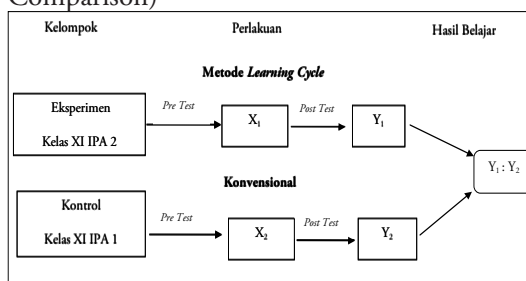 Comparison)
Kelompok Perlakuan Hasil Belajar
Metode Learning Cycle
Eksperimen
Kelas XI IPA 2
Pre Test
X1
Post Test
Y1
Y1 : Y2
Konvensional
Kontrol
Kelas XI IPA 1
Pre Test
X2
Post Test
Y2